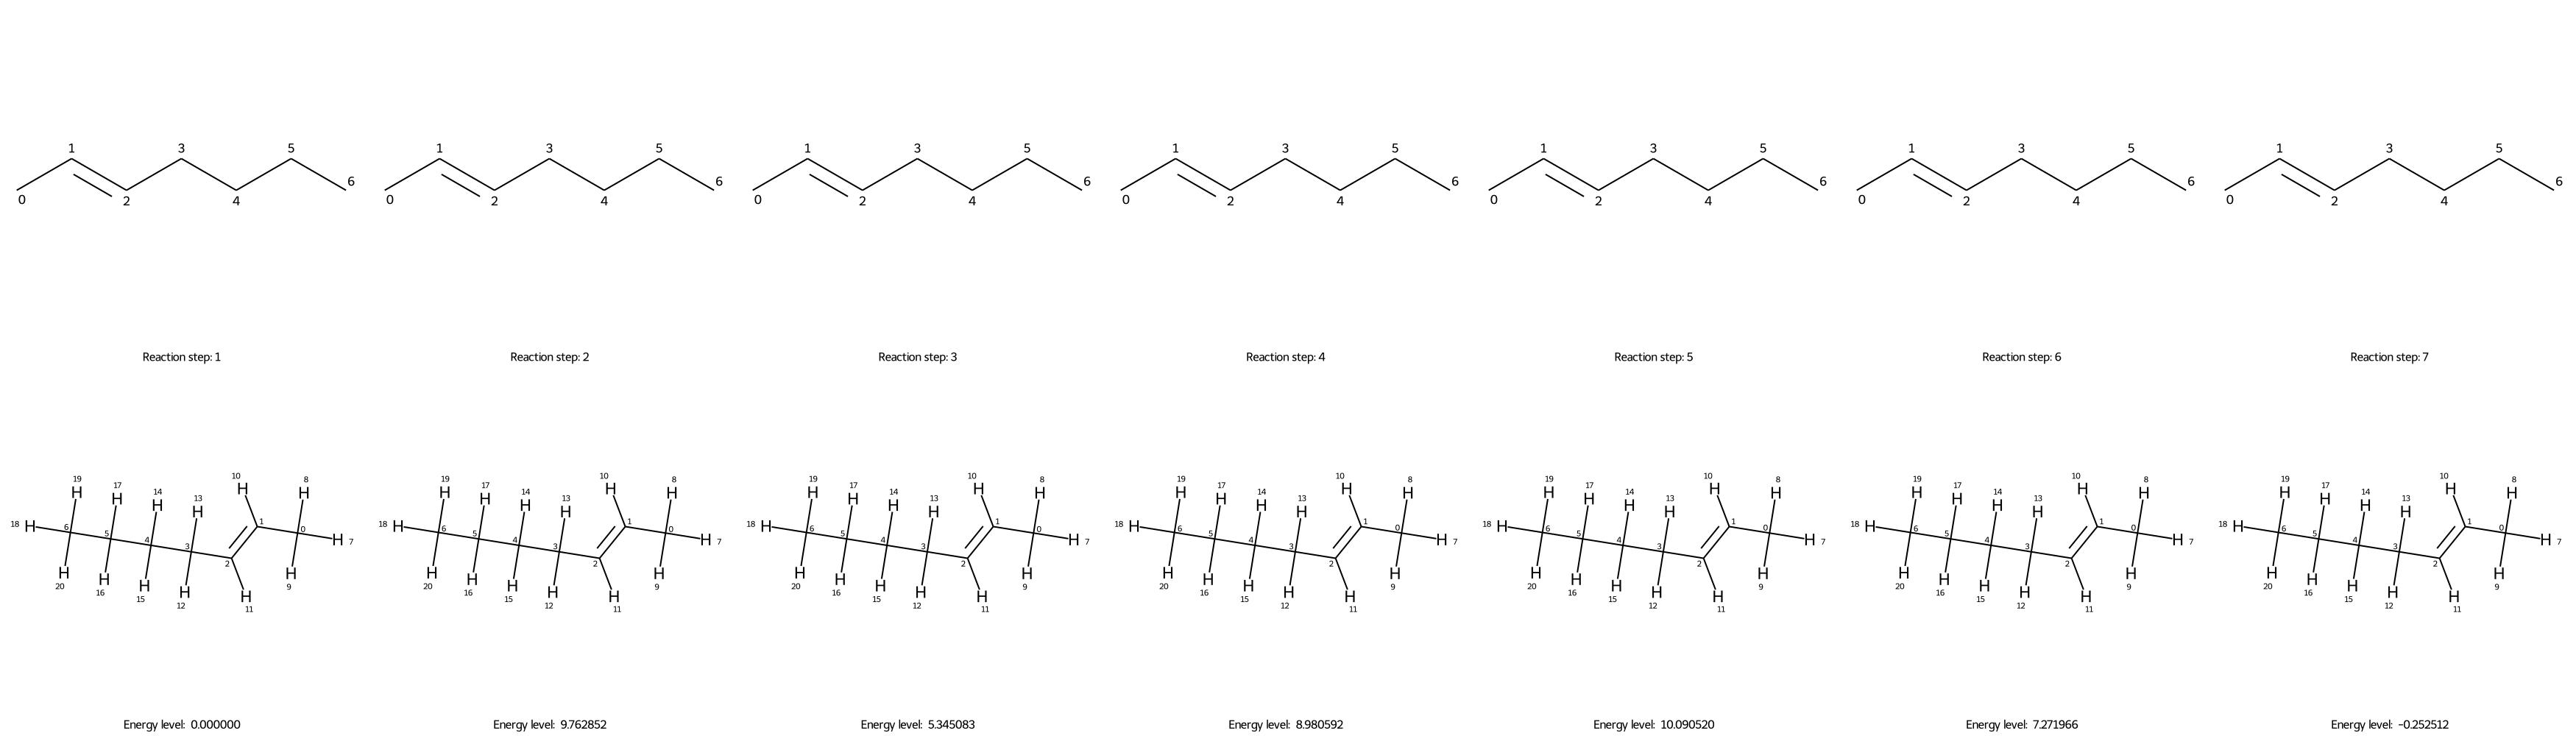 1 3 5 1 3 5 1 3 5 1 3 5 1 3 5 1 3 5 1 3 5
0 2 4 6 0 2 4 6 0 2 4 6 0 2 4 6 0 2 4 6 0 2 4 6 0 2 4 6
Reaction step: 1 Reaction step: 2 Reaction step: 3 Reaction step: 4 Reaction step: 5 Reaction step: 6 Reaction step: 7
19 17 14 13 10 8 19 17 14 13 10 8 19 17 14 13 10 8 19 17 14 13 10 8 19 17 14 13 10 8 19 17 14 13 10 8 19 17 14 13 10 8
H H H H H H H H H H H H H H H H H H H H H H H H H H H H H H H H H H H H H H H H H H
18 H 6 5 4 3 2 1 0 H 7 18 H 6 5 4 3 2 1 0 H 7 18 H 6 5 4 3 2 1 0 H 7 18 H 6 5 4 3 2 1 0 H 7 18 H 6 5 4 3 2 1 0 H 7 18 H 6 5 4 3 2 1 0 H 7 18 H 6 5 4 3 2 1 0 H 7
H H H H H H H H H H H H H H H H H H H H H H H H H H H H H H H H H H H H H H H H H H
20 16 15 12 11 9 20 16 15 12 11 9 20 16 15 12 11 9 20 16 15 12 11 9 20 16 15 12 11 9 20 16 15 12 11 9 20 16 15 12 11 9
Energy level: 0.000000 Energy level: 9.762852 Energy level: 5.345083 Energy level: 8.980592 Energy level: 10.090520 Energy level: 7.271966 Energy level: -0.252512